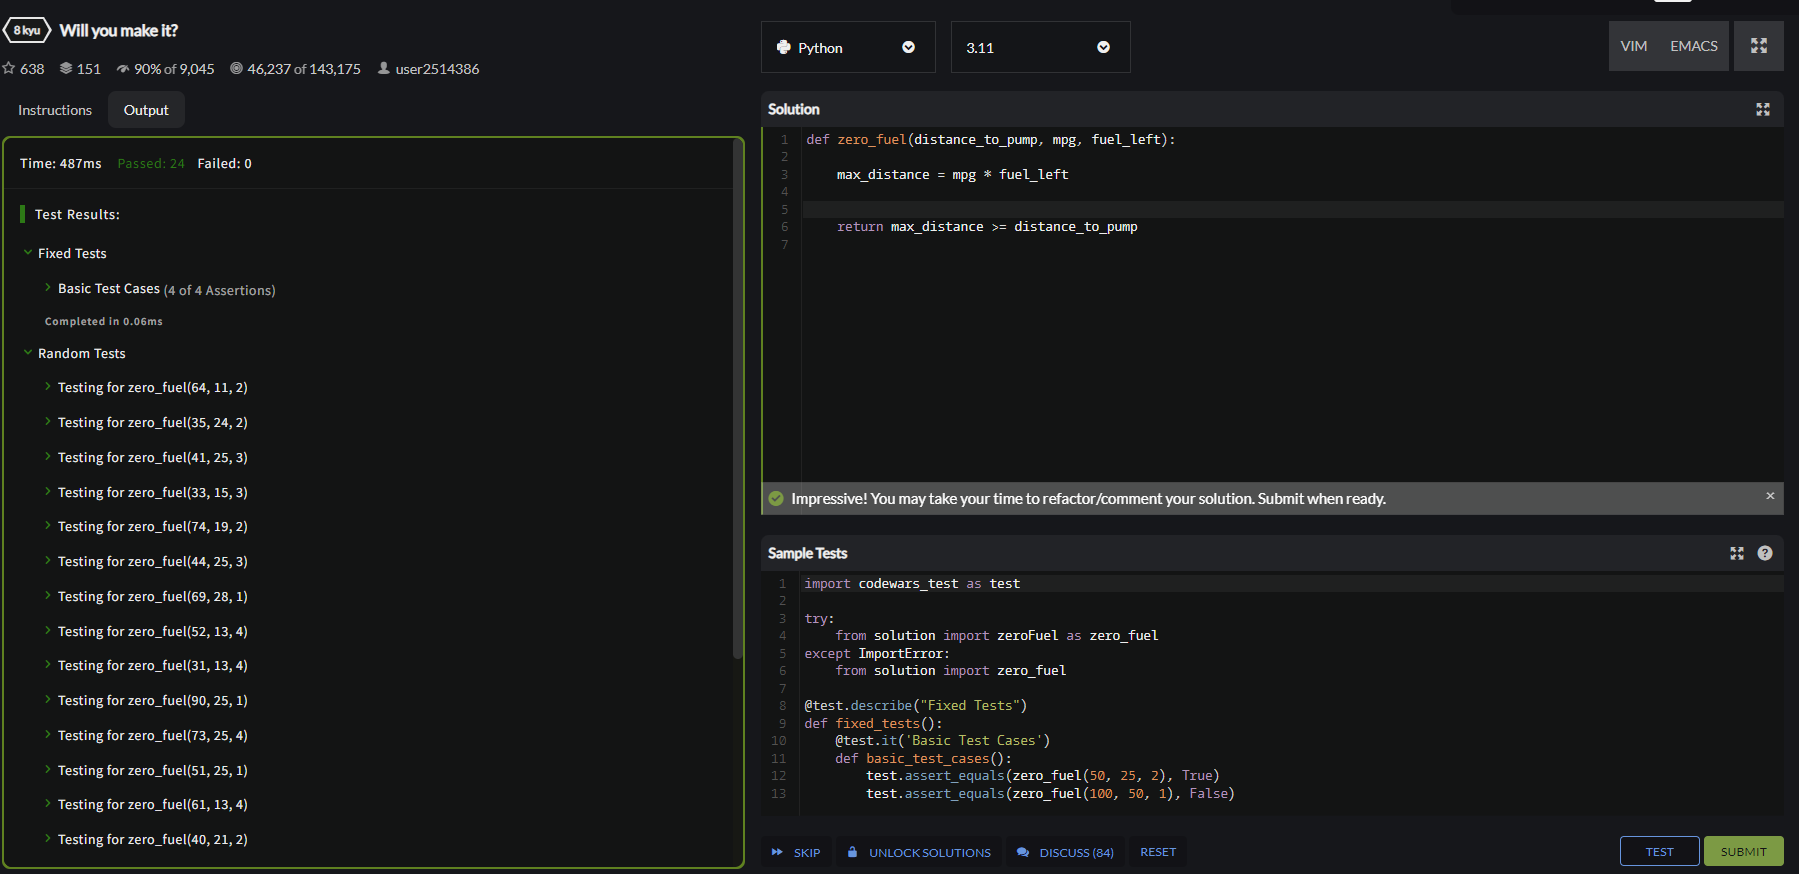 8 kyu Will you make it?
638 151 90% of 9,045 46,237 of 143,175 user2514386
Instructions Output
Time: 487ms Passed: 24 Failed: 0
Test Results:
Fixed Tests
Basic Test Cases (4 of 4 Assertions)
Completed in 0.06ms
Random Tests
Testing for zero_fuel(64, 11, 2)
Testing for zero_fuel(35, 24, 2)
Testing for zero_fuel(41, 25, 3)
Testing for zero_fuel(33, 15, 3)
Testing for zero_fuel(74, 19, 2)
Testing for zero_fuel(44, 25, 3)
Testing for zero_fuel(69, 28, 1)
Testing for zero_fuel(52, 13, 4)
Testing for zero_fuel(31, 13, 4)
Testing for zero_fuel(90, 25, 1)
Testing for zero_fuel(73, 25, 4)
Testing for zero_fuel(51, 25, 1)
Testing for zero_fuel(61, 13, 4)
Testing for zero_fuel(40, 21, 2)
Python 3.11 VIM EMACS
Solution
1 def zero_fuel(distance_to_pump, mpg, fuel_left):
2
3 max_distance = mpg * fuel_left
4
5
6 return max_distance >= distance_to_pump
7
Impressive! You may take your time to refactor/comment your solution. Submit when ready. ×
Sample Tests ?
1 import codewars_test as test
2
3 try:
4 from solution import zeroFuel as zero_fuel
5 except ImportError:
6 from solution import zero_fuel
7
8 @test.describe("Fixed Tests")
9 def fixed_tests():
10 @test.it('Basic Test Cases')
11 def basic_test_cases():
12 test.assert_equals(zero_fuel(50, 25, 2), True)
13 test.assert_equals(zero_fuel(100, 50, 1), False)
SKIP UNLOCK SOLUTIONS DISCUSS (84) RESET TEST SUBMIT